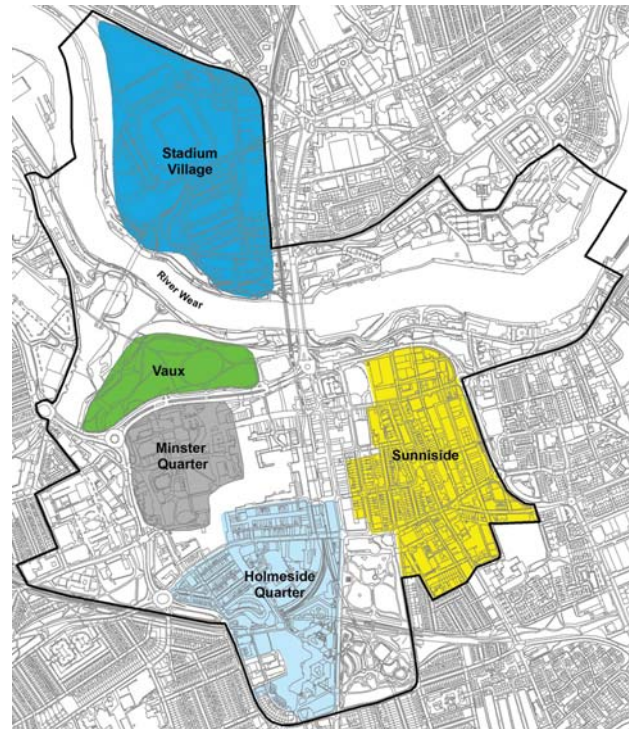 Stadium
Village
River Wear
Vaux
Minster
Quarter
Sunniside
Holmeside
Quarter